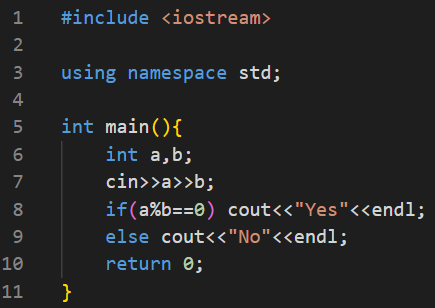 1 #include <iostream>
2
3 using namespace std;
4
5 int main(){
6     int a,b;
7     cin>>a>>b;
8     if(a%b==0) cout<<"Yes"<<endl;
9     else cout<<"No"<<endl;
10     return 0;
11 }